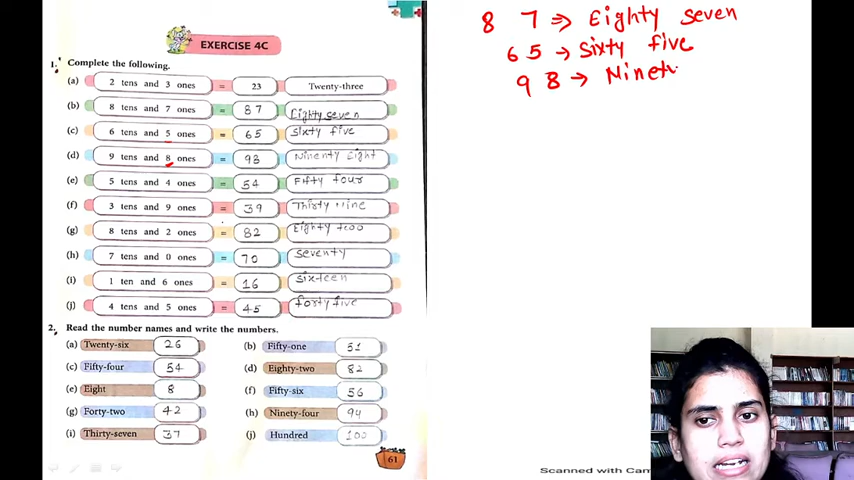 EXERCISE 4C
1. Complete the following.
(a) 2 tens and 3 ones = 23 Twenty-three
(b) 8 tens and 7 ones = 87 Eighty seven
(c) 6 tens and 5 ones = 65 sixty five
(d) 9 tens and 8 ones = 98 Ninenty Eight
(e) 5 tens and 4 ones = 54 Fifty four
(f) 3 tens and 9 ones = 39 Thirty nine
(g) 8 tens and 2 ones = 82 Eighty twoo
(h) 7 tens and 0 ones = 70 seventy
(i) 1 ten and 6 ones = 16 sixteen
(j) 4 tens and 5 ones = 45 forty five
2. Read the number names and write the numbers.
(a) Twenty-six 26 (b) Fifty-one 51
(c) Fifty-four 54 (d) Eighty-two 82
(e) Eight 8 (f) Fifty-six 56
(g) Forty-two 42 (h) Ninety-four 94
(i) Thirty-seven 37 (j) Hundred 100
61
8 7 ⇒ Eighty seven
65 → Sixty five
98 → Ninet
Scanned with Cam